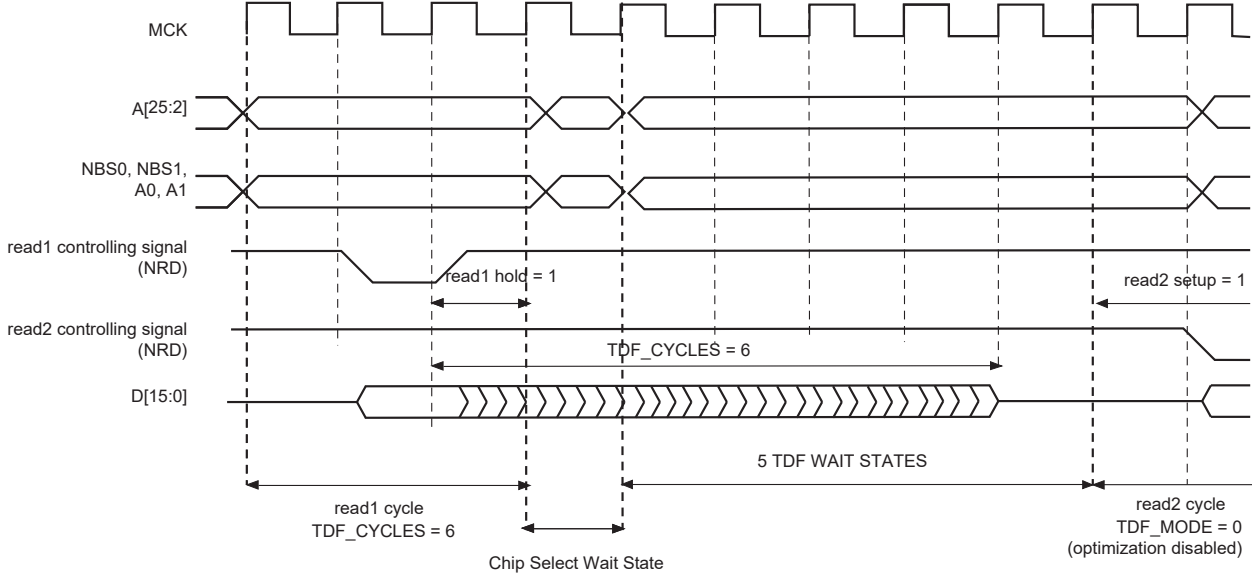 MCK
A[25:2]
NBS0, NBS1,
A0, A1
read1 controlling signal
(NRD)
read1 hold = 1
read2 setup = 1
read2 controlling signal
(NRD)
TDF_CYCLES = 6
D[15:0]
5 TDF WAIT STATES
read1 cycle
TDF_CYCLES = 6
read2 cycle
TDF_MODE = 0
(optimization disabled)
Chip Select Wait State